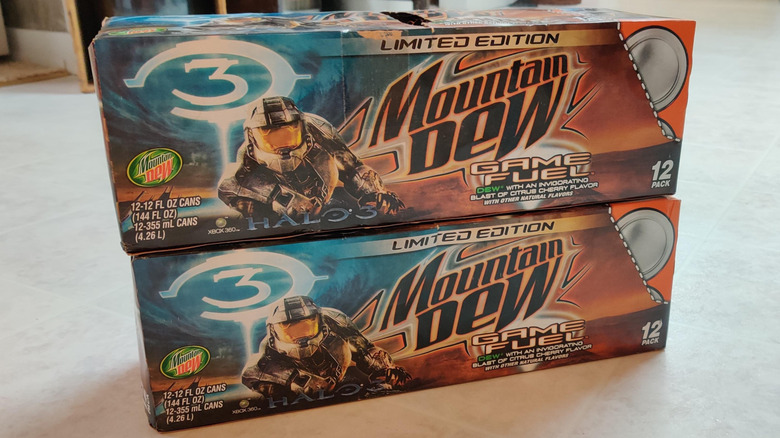 LIMITED EDITION
3
Mountain
Dew
GAME
FUEL
DEW® WITH AN INVIGORATING
BLAST OF CITRUS CHERRY FLAVOR
WITH OTHER NATURAL FLAVORS
12
PACK
Mountain
Dew
12-12 FL OZ CANS
(144 FL OZ)
12-355 mL CANS
(4.26 L)
XBOX 360
HALO 3
LIMITED EDITION
3
Mountain
Dew
GAME
FUEL
DEW® WITH AN INVIGORATING
BLAST OF CITRUS CHERRY FLAVOR
WITH OTHER NATURAL FLAVORS
12
PACK
Mountain
Dew
12-12 FL OZ CANS
(144 FL OZ)
12-355 mL CANS
(4.26 L)
XBOX 360
HALO 3